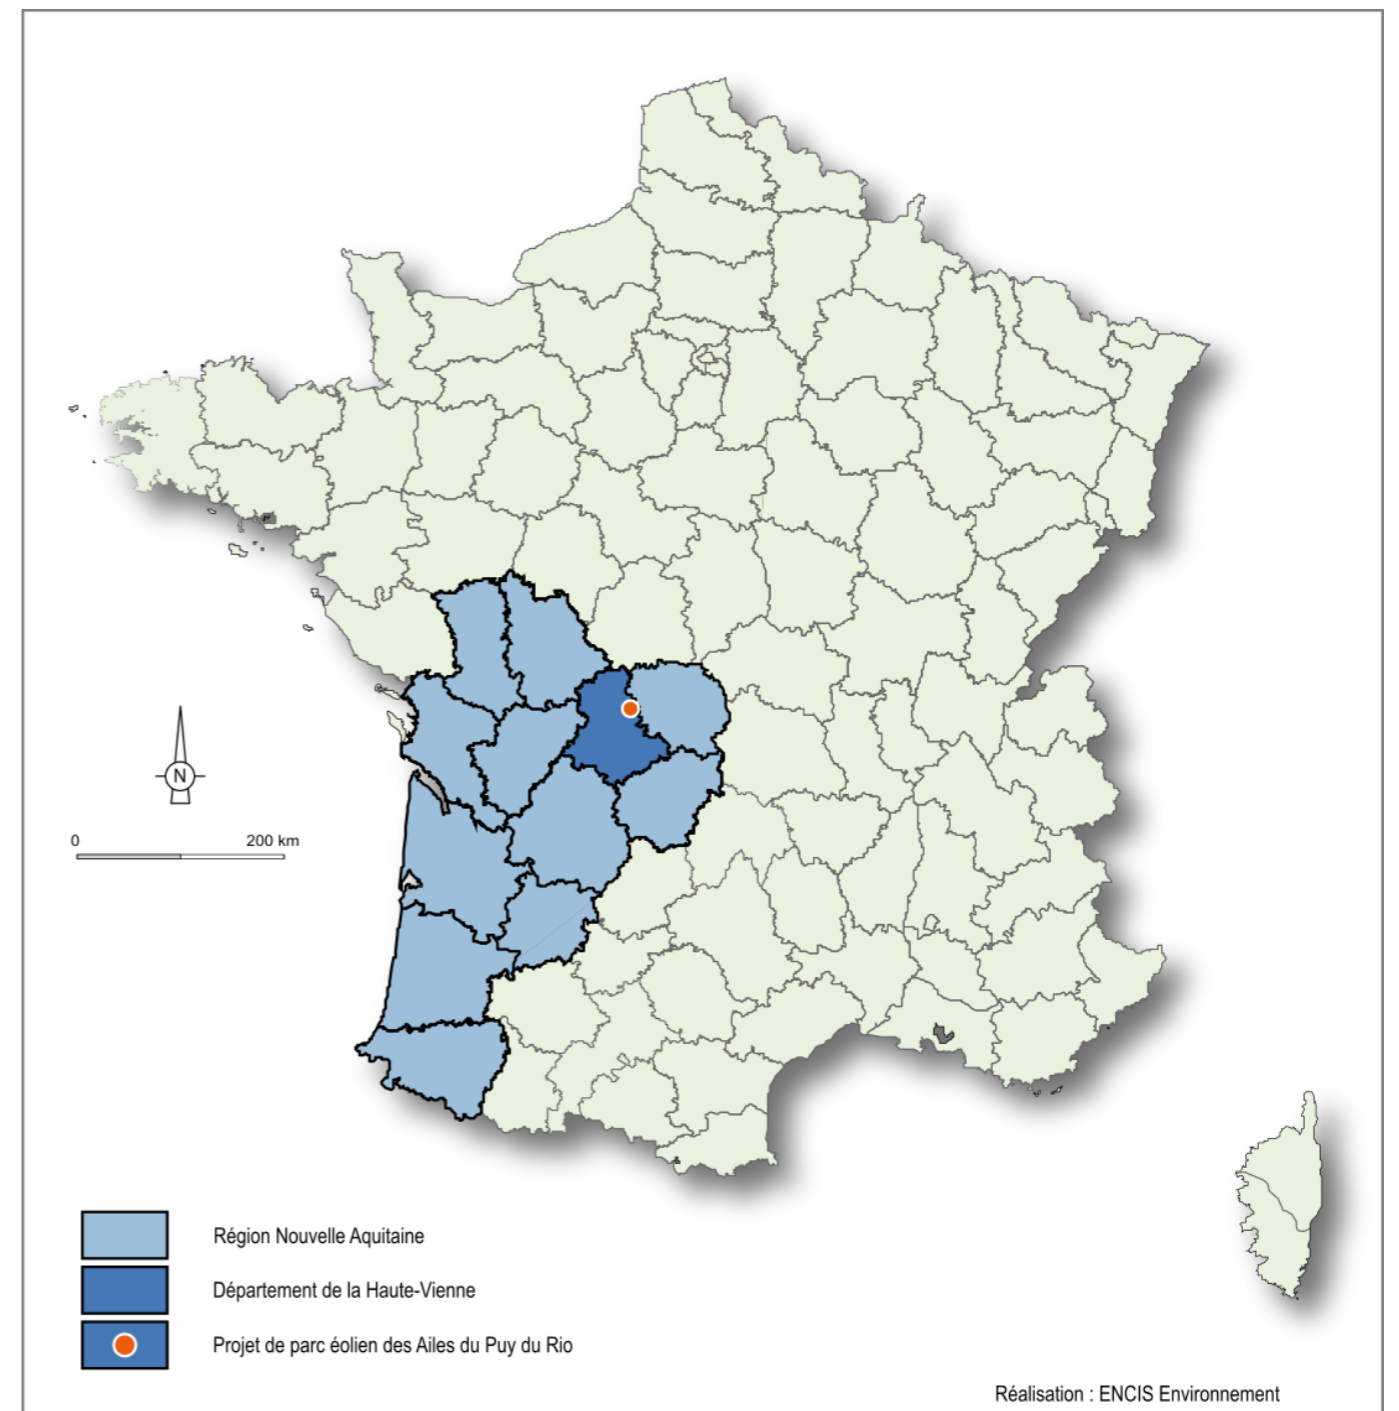 N
0 200 km
Région Nouvelle Aquitaine
Département de la Haute-Vienne
Projet de parc éolien des Ailes du Puy du Rio
Réalisation : ENCIS Environnement